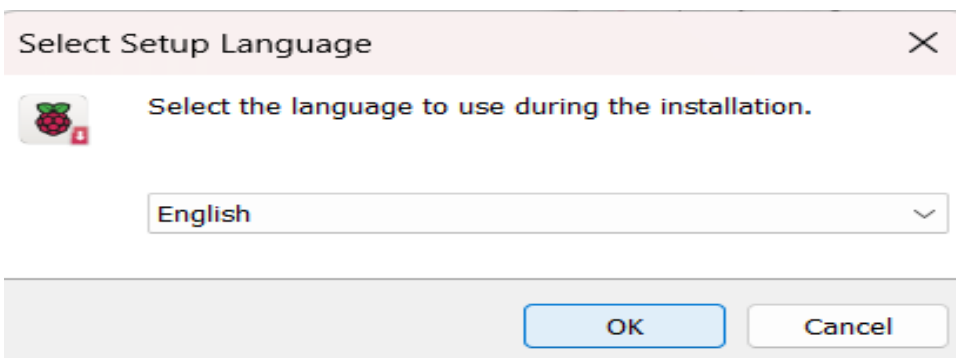 Select Setup Language
Select the language to use during the installation.
English
OK
Cancel